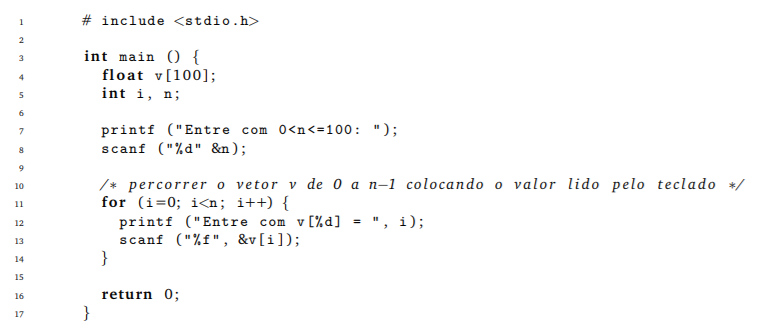 1 # include <stdio.h>
2
3 int main () {
4 float v[100];
5 int i, n;
6
7 printf ("Entre com 0<n<=100: ");
8 scanf ("%d" &n);
9
10 /* percorrer o vetor v de 0 a n−1 colocando o valor lido pelo teclado */
11 for (i=0; i<n; i++) {
12 printf ("Entre com v[%d] = ", i);
13 scanf ("%f", &v[i]);
14 }
15
16 return 0;
17 }